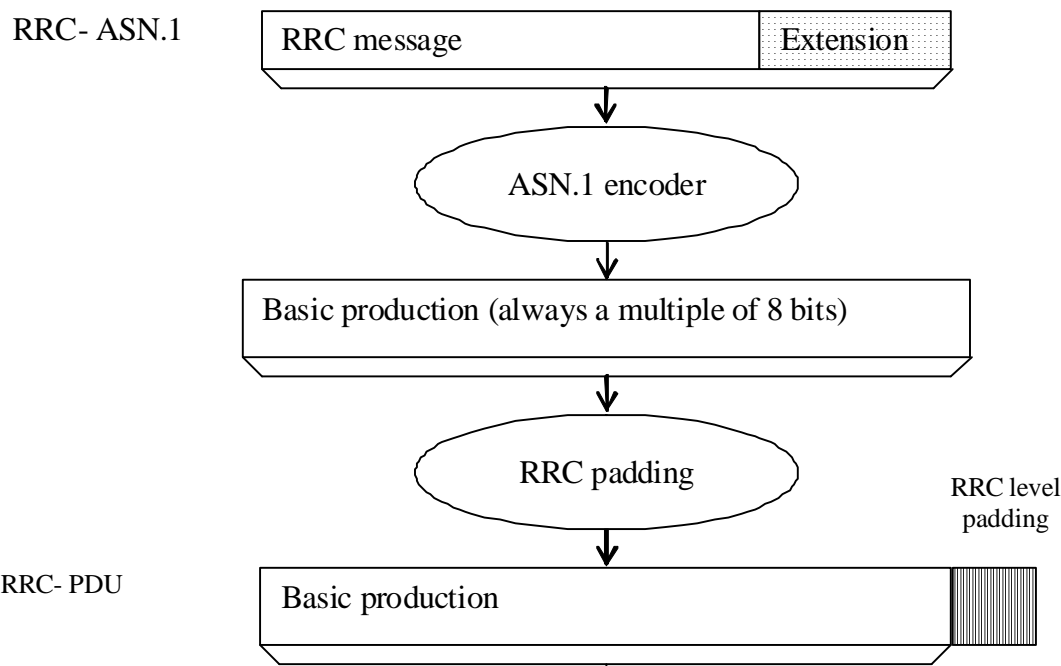 RRC- ASN.1
RRC message
Extension
ASN.1 encoder
Basic production (always a multiple of 8 bits)
RRC padding
RRC level
padding
RRC- PDU
Basic production